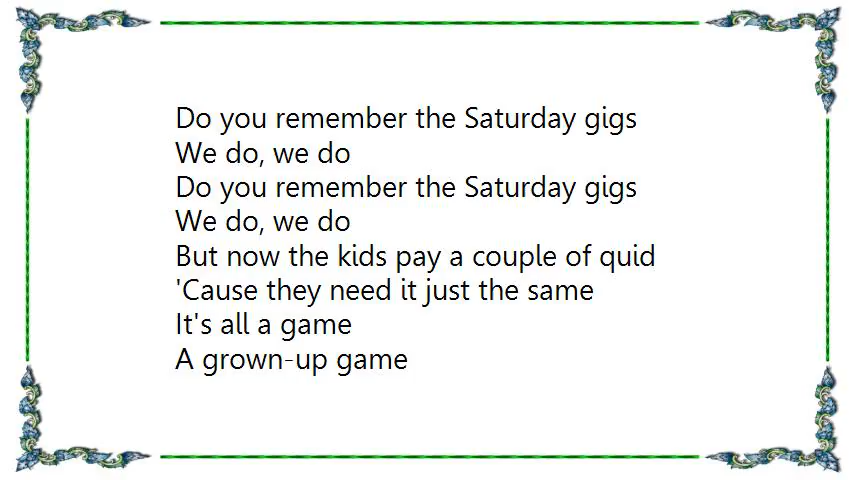 Do you remember the Saturday gigs
We do, we do
Do you remember the Saturday gigs
We do, we do
But now the kids pay a couple of quid
'Cause they need it just the same
It's all a game
A grown-up game